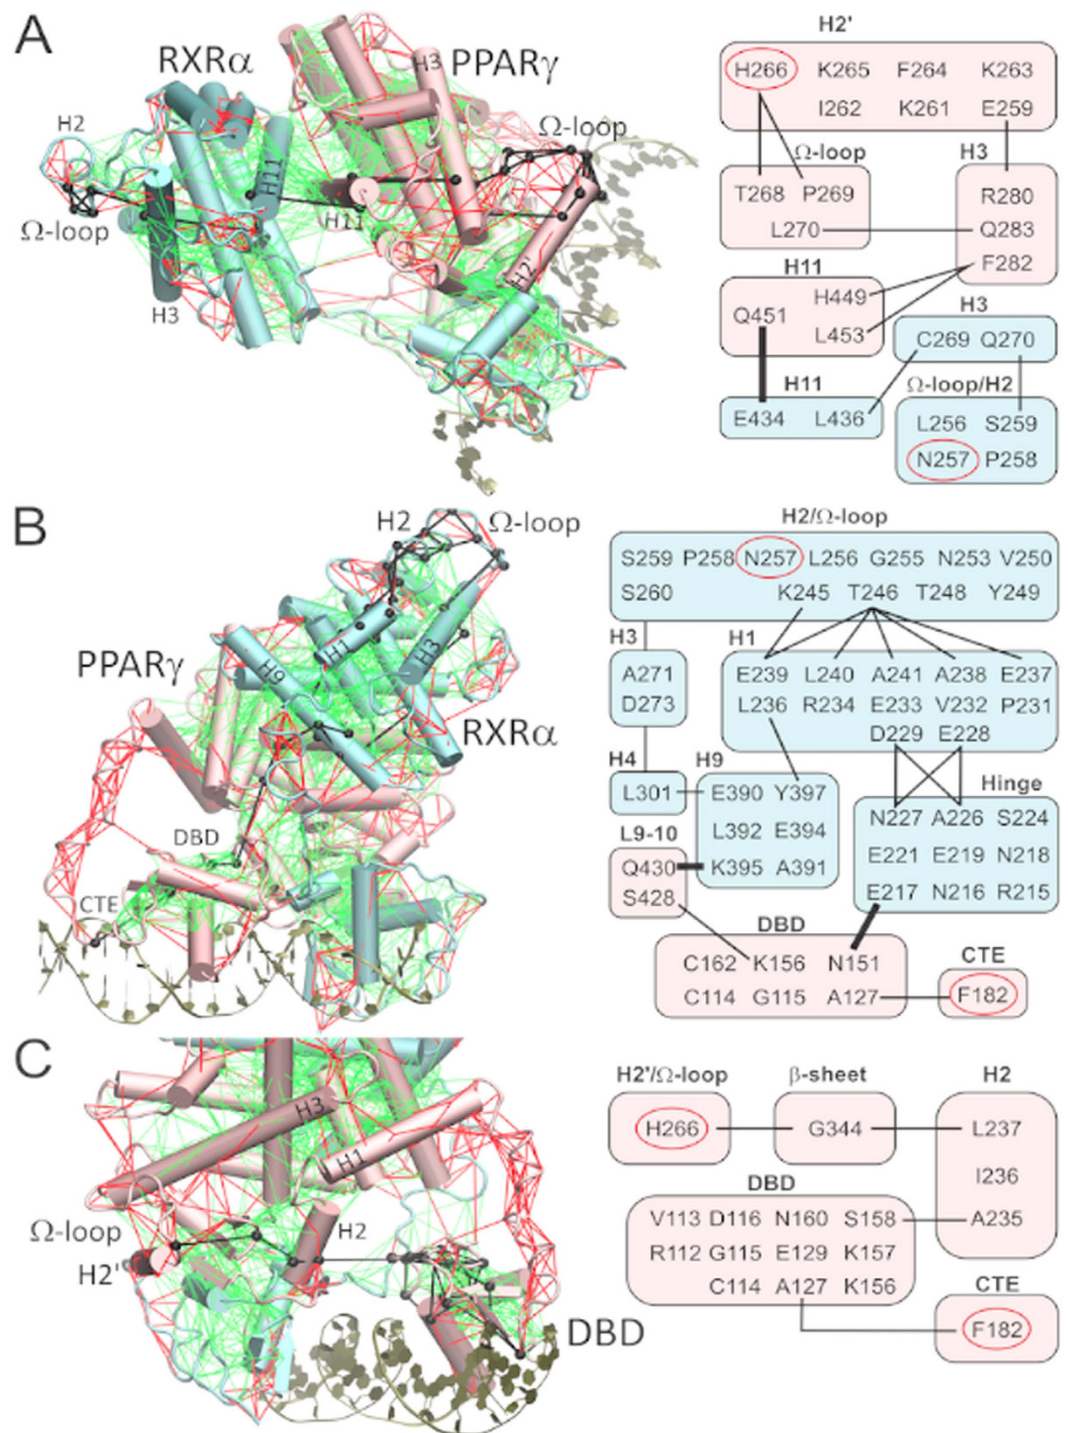 A
RXRα
PPARγ
H3
H2
Ω-loop
H11
H11
Ω-loop
H3
H2'
H2'
H266 K265 F264 K263
I262 K261 E259
Ω-loop
H3
T268 P269
R280
L270
Q283
F282
H11
H449
Q451
L453
H3
C269 Q270
H11
Ω-loop/H2
E434 L436
L256 S259
N257 P258
B
H2
Ω-loop
H1
H3
H9
PPARγ
RXRα
DBD
CTE
H2/Ω-loop
S259 P258 N257 L256 G255 N253 V250
S260 K245 T246 T248 Y249
H3
H1
A271
E239 L240 A241 A238 E237
D273
L236 R234 E233 V232 P231
D229 E228
H4
H9
Hinge
L301
E390 Y397
N227 A226 S224
L392 E394
E221 E219 N218
L9-10
Q430
K395 A391
E217 N216 R215
S428
DBD
C162 K156 N151
CTE
C114 G115 A127
F182
C
H3
H1
Ω-loop
H2
H2'
DBD
H2'/Ω-loop
β-sheet
H2
H266
G344
L237
I236
DBD
V113 D116 N160 S158
A235
R112 G115 E129 K157
C114 A127 K156
CTE
F182